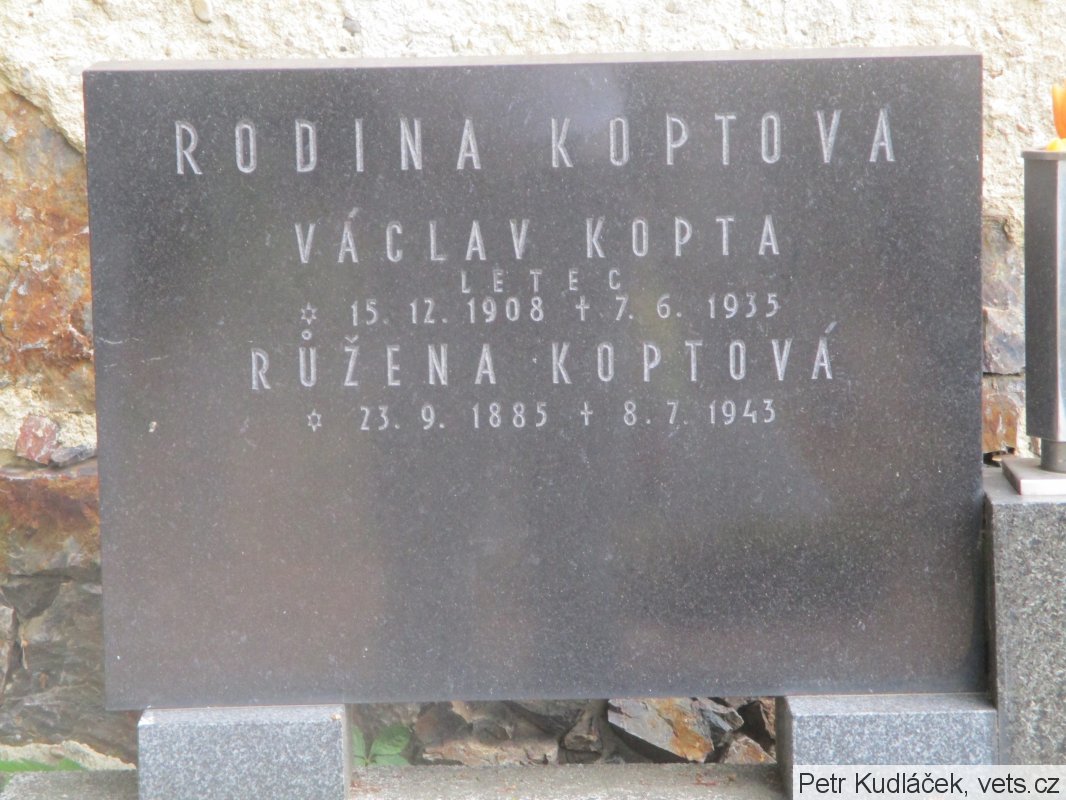 RODINA KOPTOVA
VÁCLAV KOPTA
LETEC
✡ 15. 12. 1908 † 7. 6. 1935
RŮŽENA KOPTOVÁ
✡ 23. 9. 1885 † 8. 7. 1943
Petr Kudláček, vets.cz